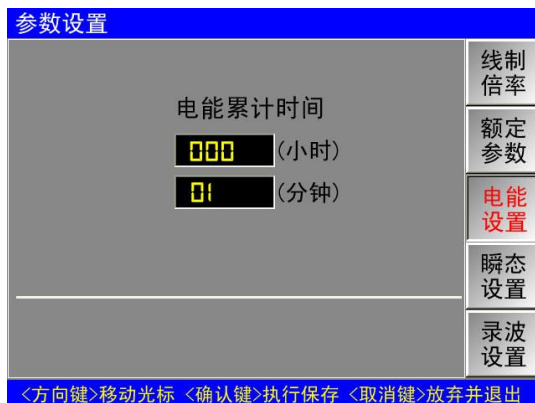 参数设置
电能累计时间
000 (小时)
01 (分钟)
线制
倍率
额定
参数
电能
设置
瞬态
设置
录波
设置
<方向键>移动光标 <确认键>执行保存 <取消键>放弃并退出